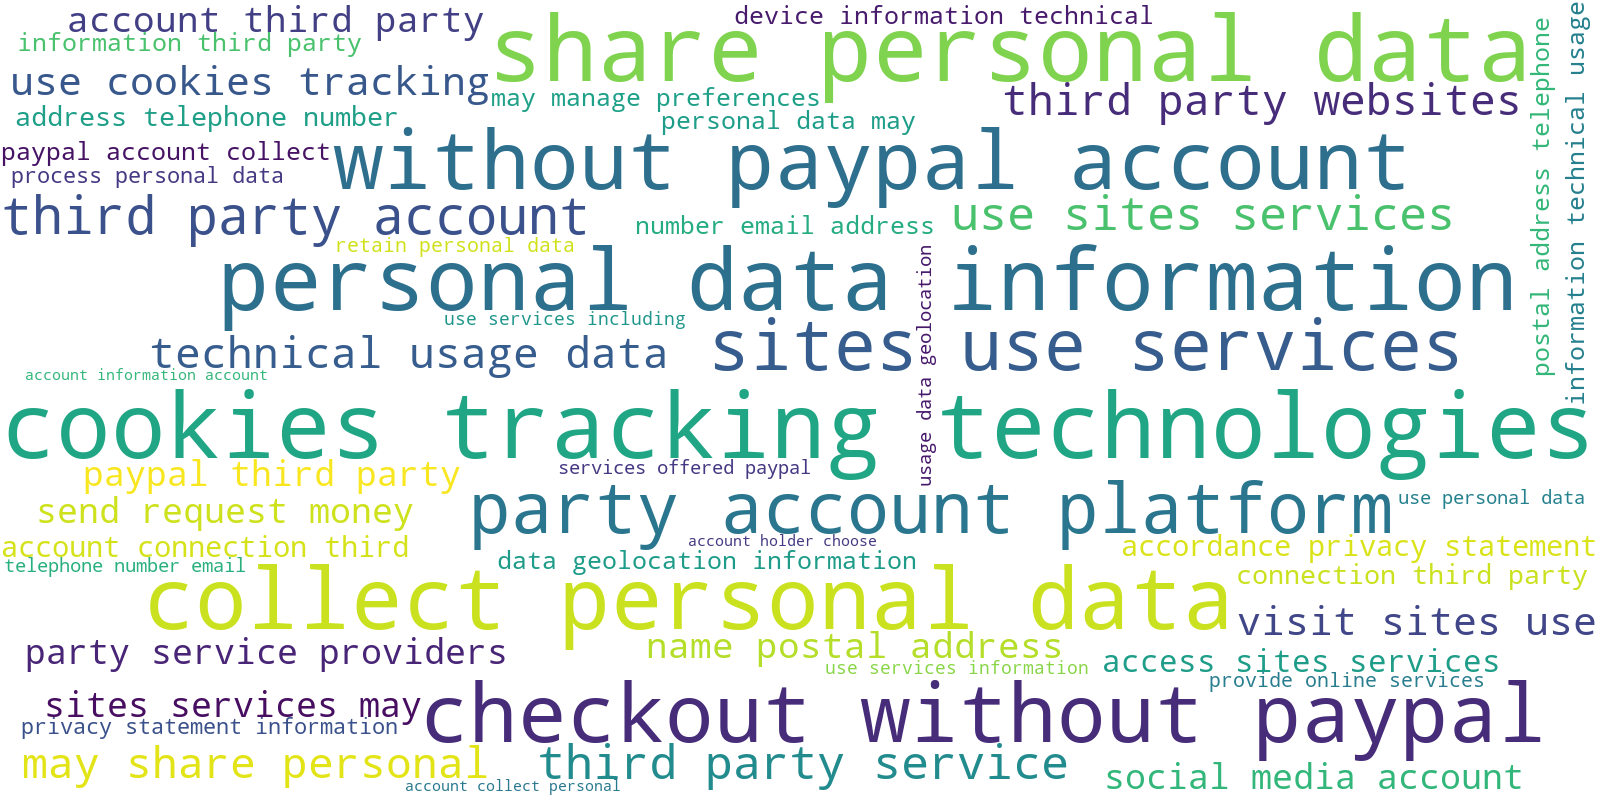 account third party
device information technical
share personal data
information third party
use cookies tracking
may manage preferences
third party websites
address telephone number
personal data may
paypal account collect
without paypal account
process personal data
third party account
number email address
use sites services
retain personal data
personal data information
use services including
technical usage data
sites use services
account information account
cookies tracking technologies
paypal third party
services offered paypal
send request money
party account platform
use personal data
account connection third
account holder choose
accordance privacy statement
telephone number email
data geolocation information
connection third party
collect personal data
visit sites use
party service providers
name postal address
use services information
access sites services
provide online services
sites services may
checkout without paypal
privacy statement information
may share personal
third party service
social media account
account collect personal
usage data geolocation
postal address telephone
information technical usage